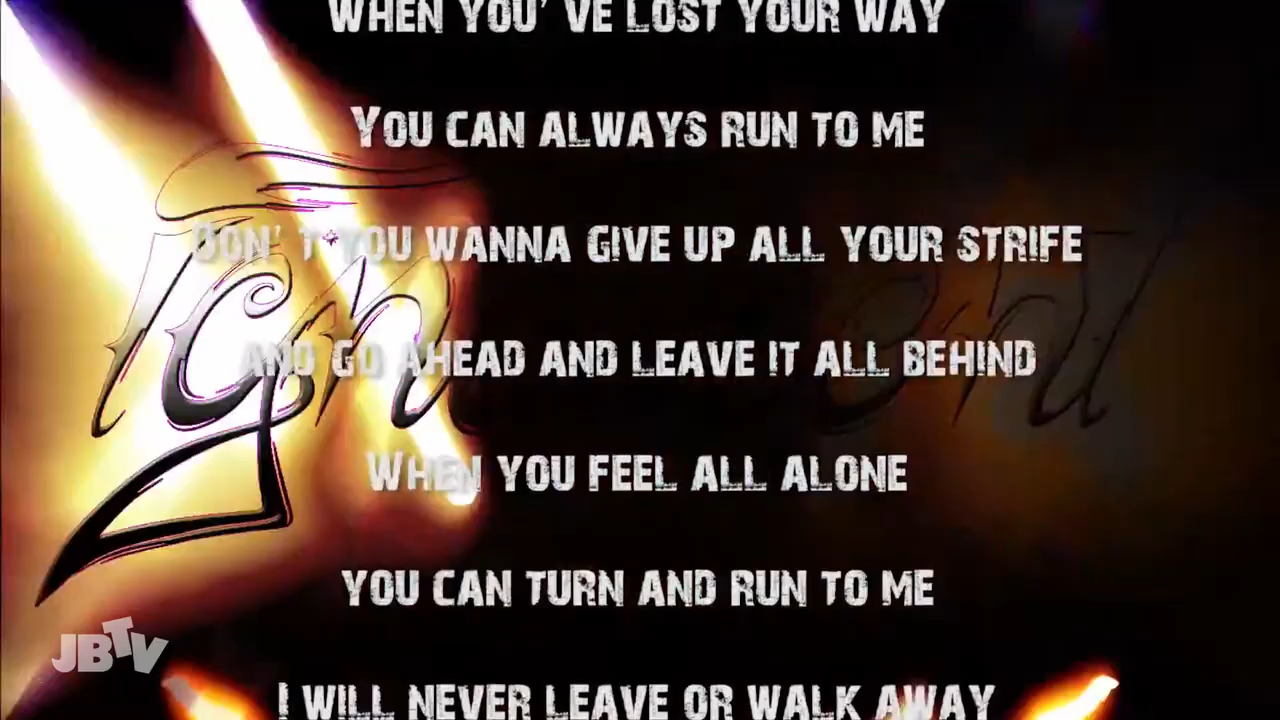 WHEN YOU'VE LOST YOUR WAY
YOU CAN ALWAYS RUN TO ME
DON'T YOU WANNA GIVE UP ALL YOUR STRIFE
AND GO AHEAD AND LEAVE IT ALL BEHIND
WHEN YOU FEEL ALL ALONE
YOU CAN TURN AND RUN TO ME
I WILL NEVER LEAVE OR WALK AWAY
JBTV